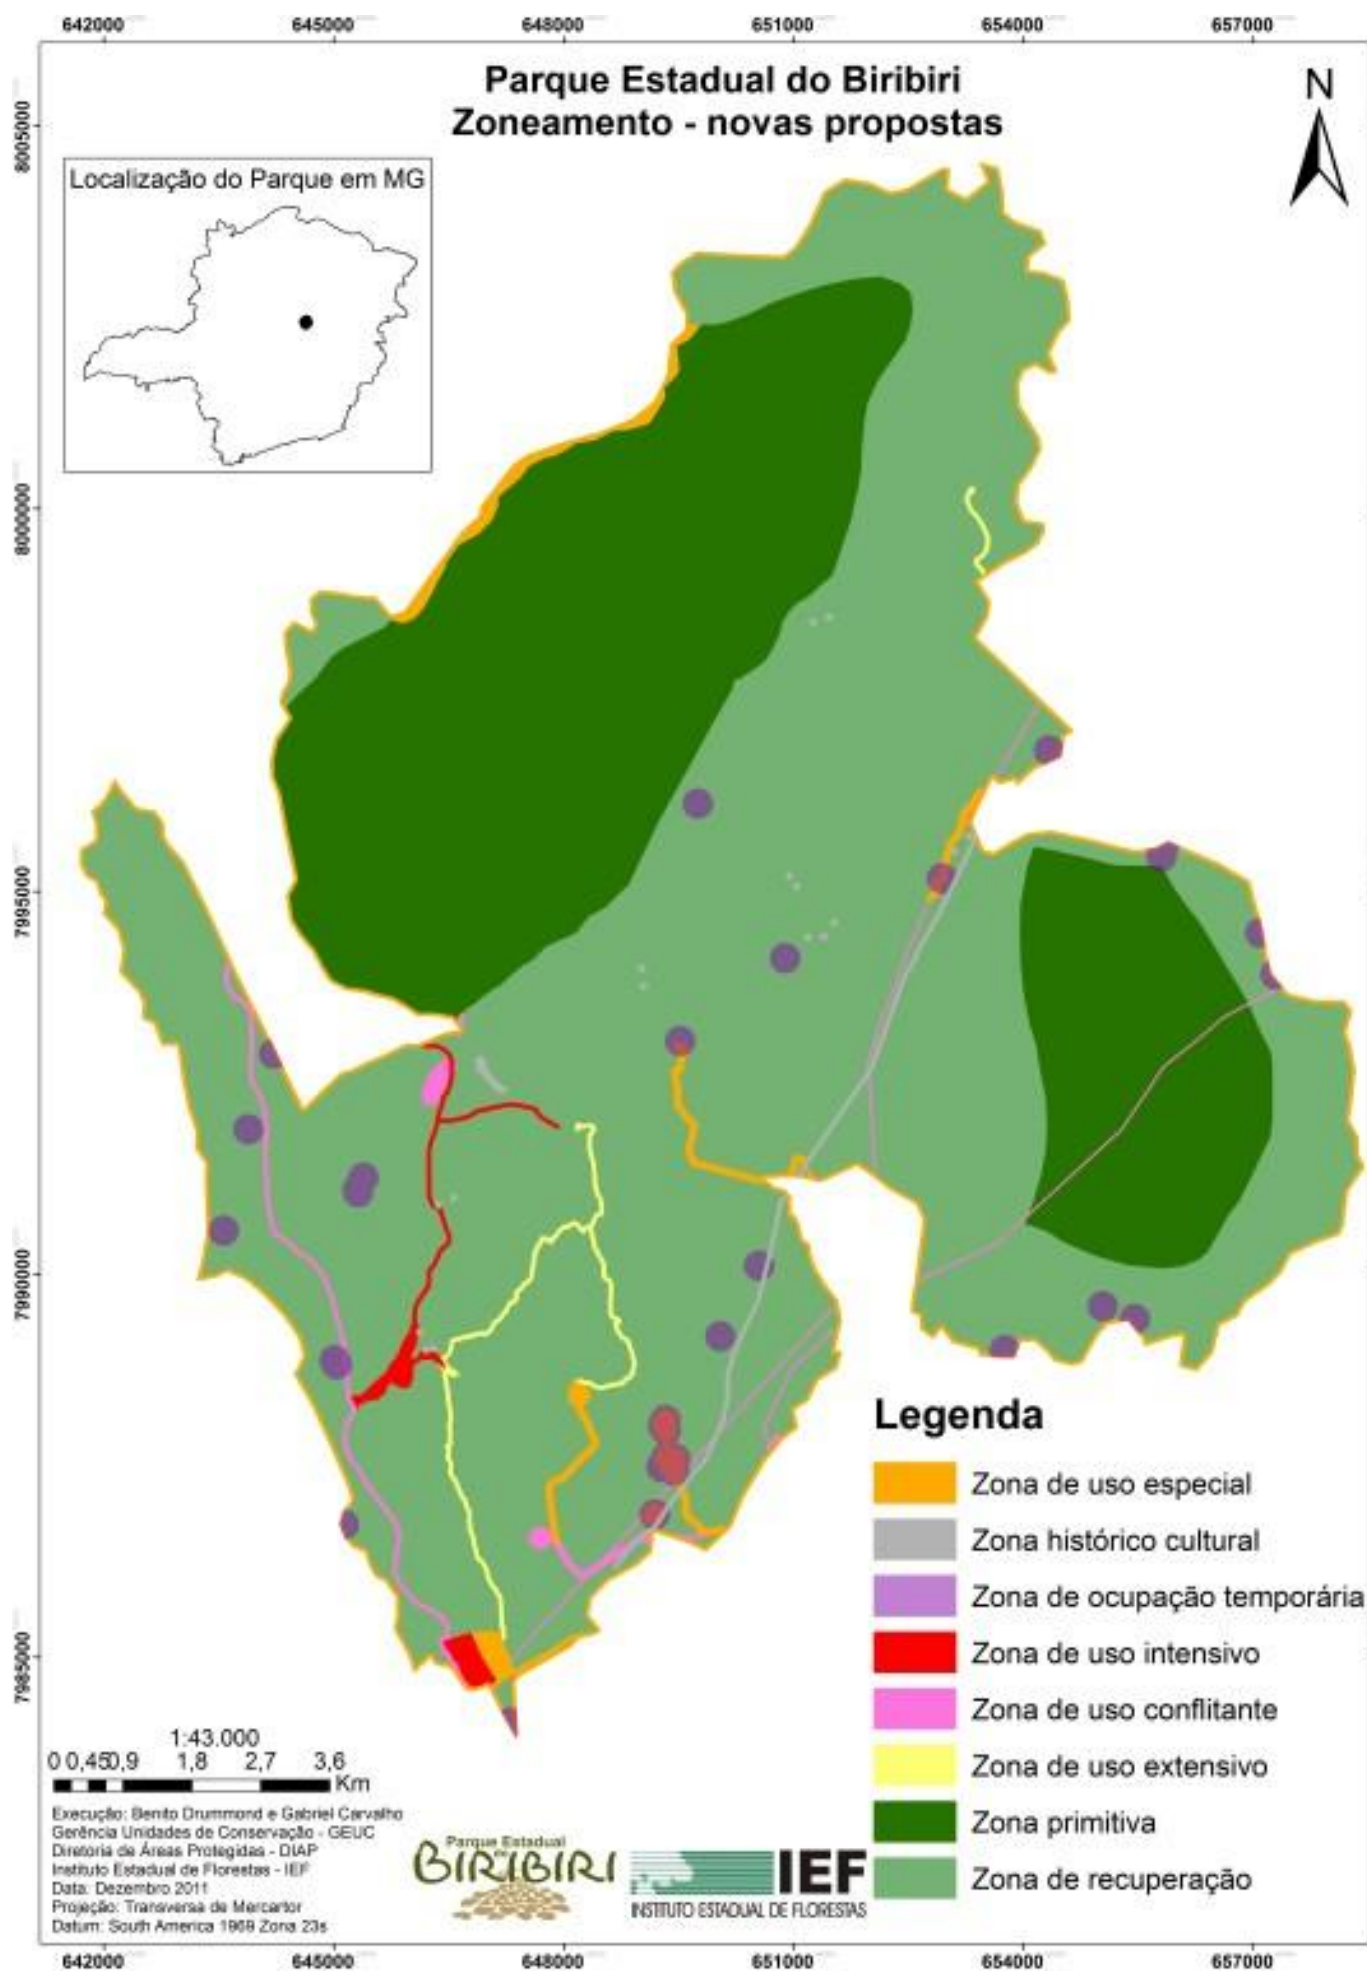 642000 645000 648000 651000 654000 657000
Parque Estadual do Biribiri
Zoneamento - novas propostas
N
Localização do Parque em MG
8005000
8000000
7995000
7990000
7985000
Legenda
Zona de uso especial
Zona histórico cultural
Zona de ocupação temporária
Zona de uso intensivo
Zona de uso conflitante
Zona de uso extensivo
Zona primitiva
Zona de recuperação
1:43.000
0 0,450,9 1,8 2,7 3,6
Km
Execução: Benito Drummond e Gabriel Carvalho
Gerência Unidades de Conservação - GEUC
Diretoria de Áreas Protegidas - DIAP
Instituto Estadual de Florestas - IEF
Data: Dezembro 2011
Projeção: Transversa de Mercartor
Datum: South America 1969 Zona 23s
Parque Estadual
BIRIBIRI
IEF
INSTITUTO ESTADUAL DE FLORESTAS
642000 645000 648000 651000 654000 657000